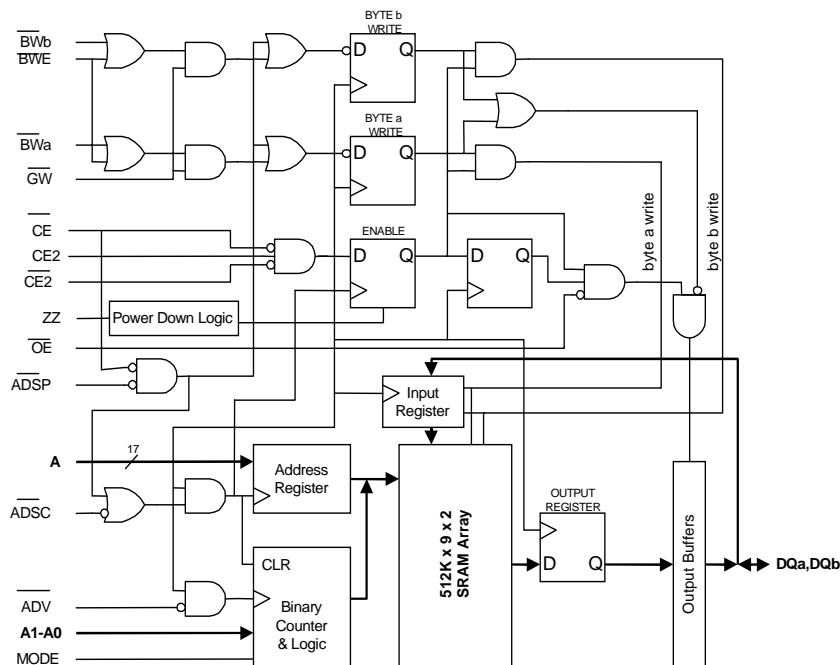 BYTE b
WRITE
BWb
BWE
D Q
BYTE a
WRITE
BWa
D Q
GW
byte a write
byte b write
CE
ENABLE
CE2
D Q
D Q
CE2
ZZ
Power Down Logic
OE
ADSP
Input
Register
A
17
Address
Register
ADSC
OUTPUT
REGISTER
512K x 9 x 2
SRAM Array
D Q
Output Buffers
DQa,DQb
CLR
ADV
Binary
Counter
& Logic
A1-A0
MODE